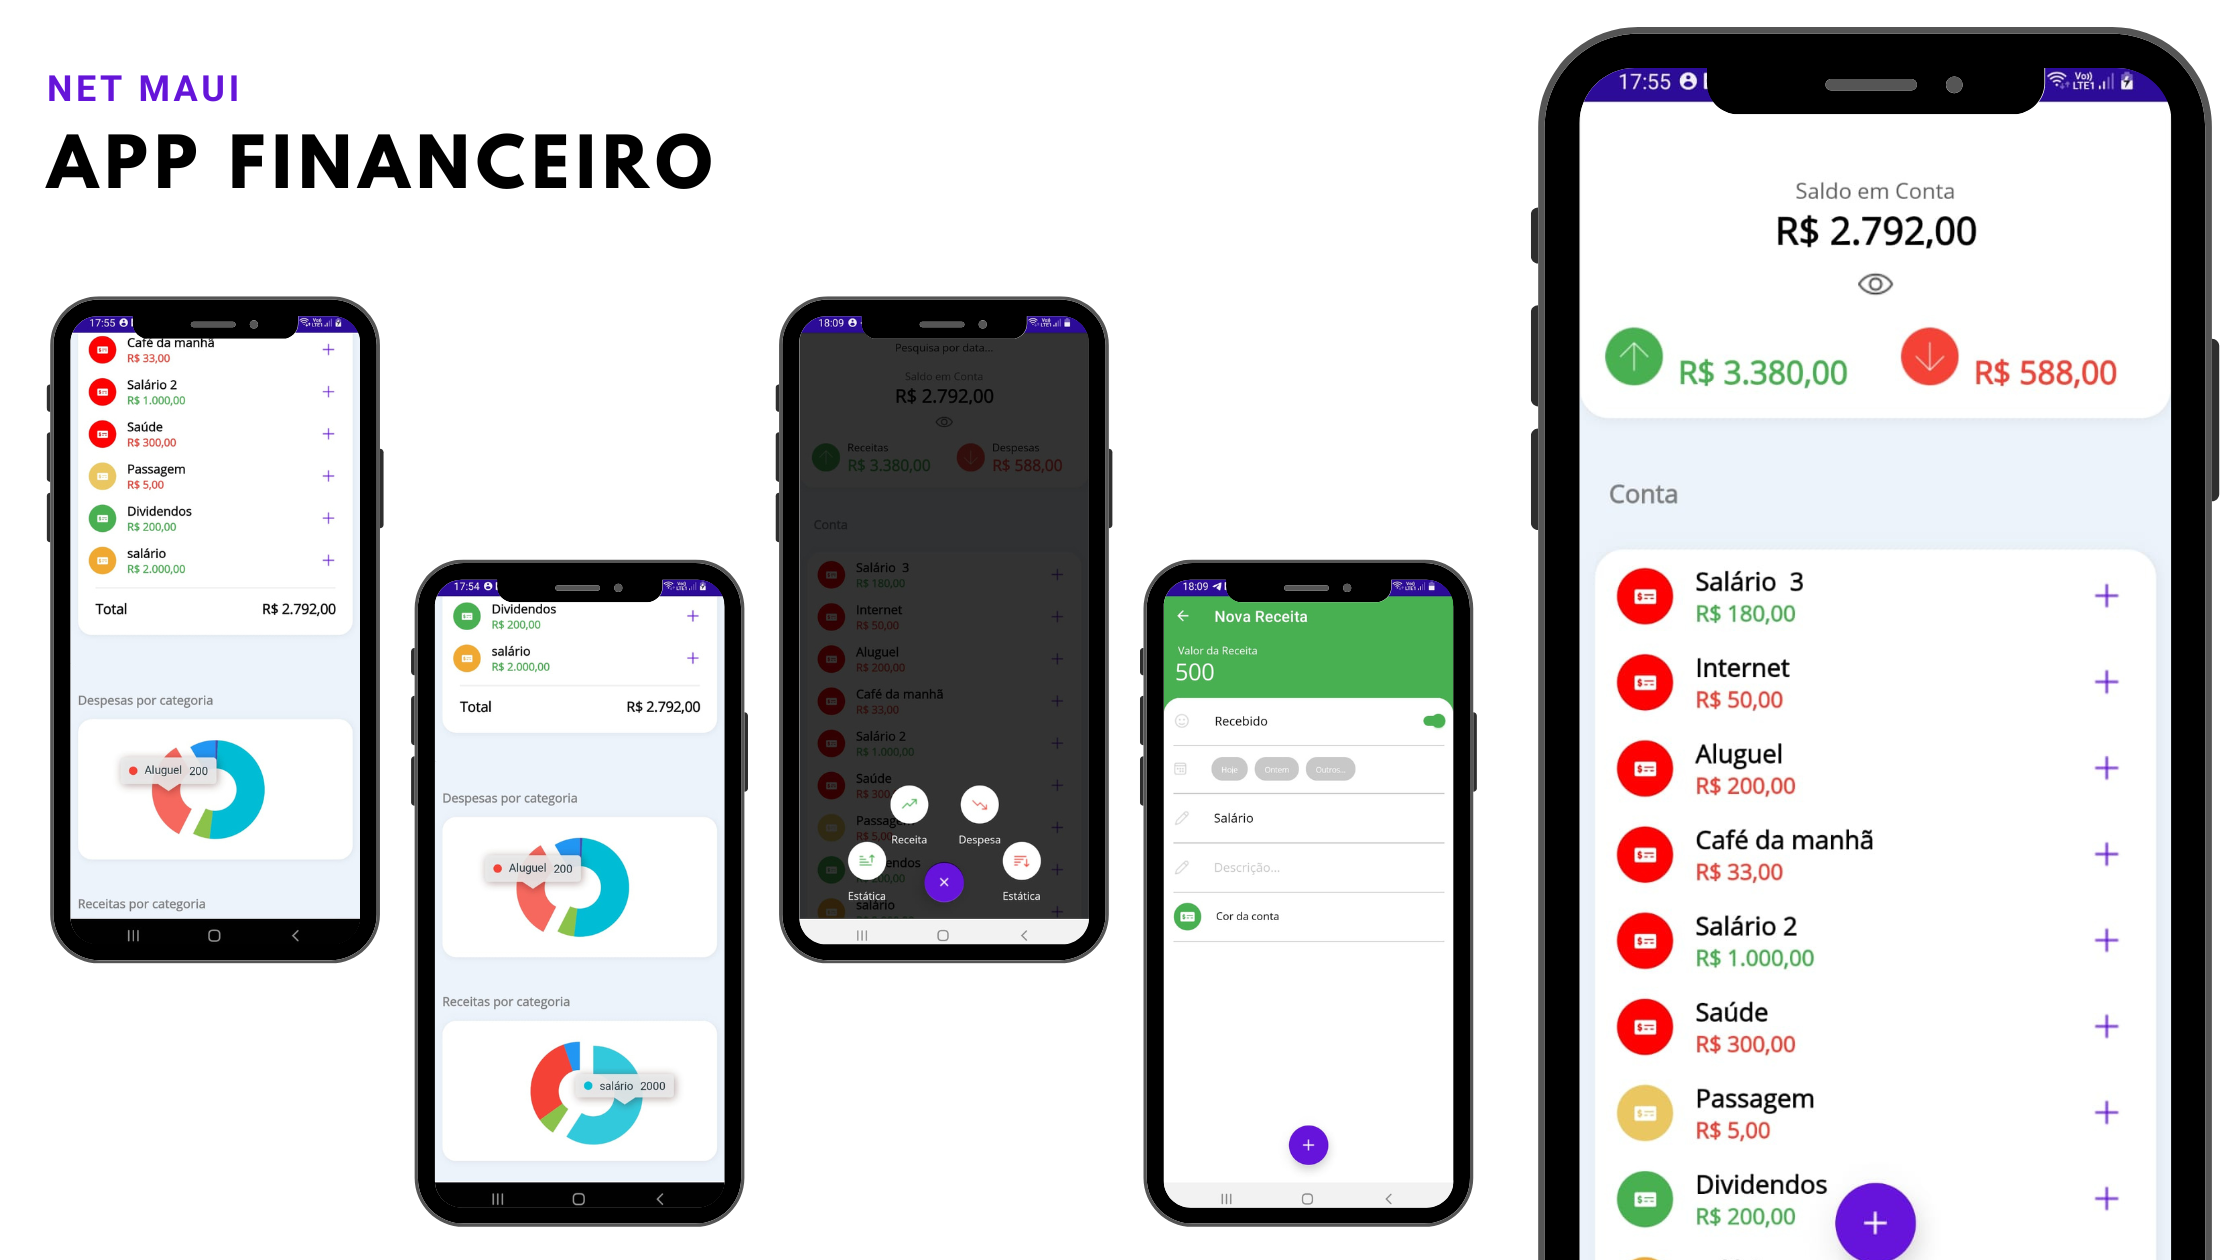 NET MAUI
APP FINANCEIRO
17:55
Café da manhã
R$ 33,00
Salário 2
R$ 1.000,00
Saúde
R$ 300,00
Passagem
R$ 5,00
Dividendos
R$ 200,00
salário
R$ 2.000,00
Total R$ 2.792,00
Despesas por categoria
Aluguel 200
Receitas por categoria
17:54
Dividendos
R$ 200,00
salário
R$ 2.000,00
Total R$ 2.792,00
Despesas por categoria
Aluguel 200
Receitas por categoria
salário 2000
18:09
Pesquisa por data...
Saldo em Conta
R$ 2.792,00
Receitas
R$ 3.380,00
Despesas
R$ 588,00
Conta
Salário 3
R$ 180,00
Internet
R$ 50,00
Aluguel
R$ 200,00
Café da manhã
R$ 33,00
Salário 2
R$ 1.000,00
Saúde
R$ 300
Passage
R$ 5,00
Receita Despesa
endos
salário
Estática Estática
18:09
Nova Receita
Valor da Receita
500
Recebido
Hoje Ontem Outros...
Salário
Descrição...
Cor da conta
17:55 Vo)) LTE1
Saldo em Conta
R$ 2.792,00
R$ 3.380,00 R$ 588,00
Conta
Salário 3
R$ 180,00
Internet
R$ 50,00
Aluguel
R$ 200,00
Café da manhã
R$ 33,00
Salário 2
R$ 1.000,00
Saúde
R$ 300,00
Passagem
R$ 5,00
Dividendos
R$ 200,00